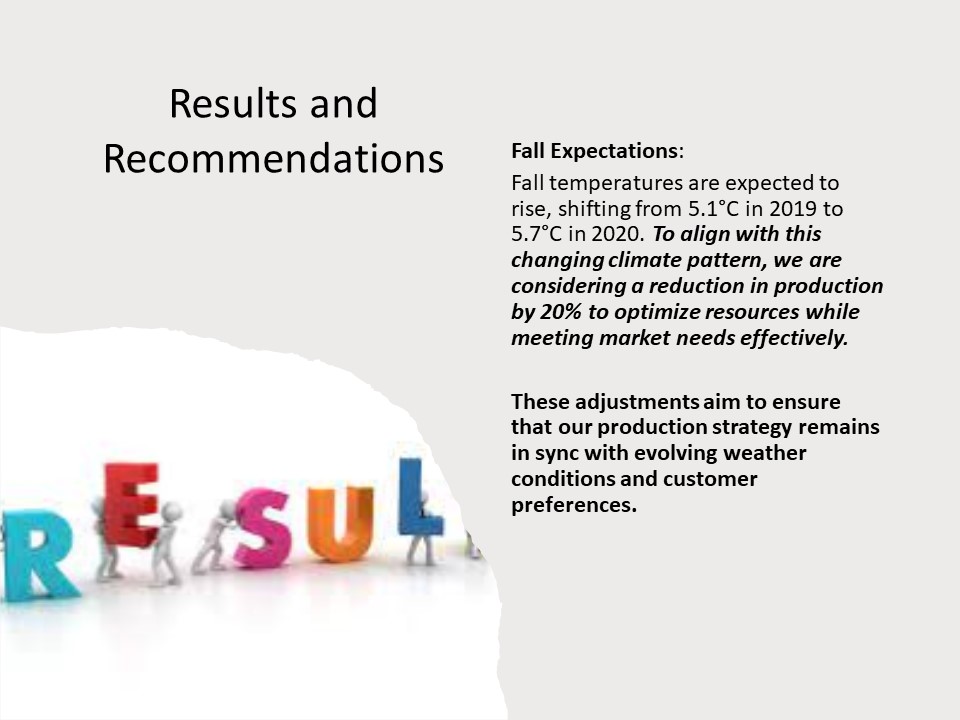 Results and
Recommendations
Fall Expectations:
Fall temperatures are expected to
rise, shifting from 5.1°C in 2019 to
5.7°C in 2020. To align with this
changing climate pattern, we are
considering a reduction in production
by 20% to optimize resources while
meeting market needs effectively.
These adjustments aim to ensure
that our production strategy remains
in sync with evolving weather
conditions and customer
preferences.
RESUL